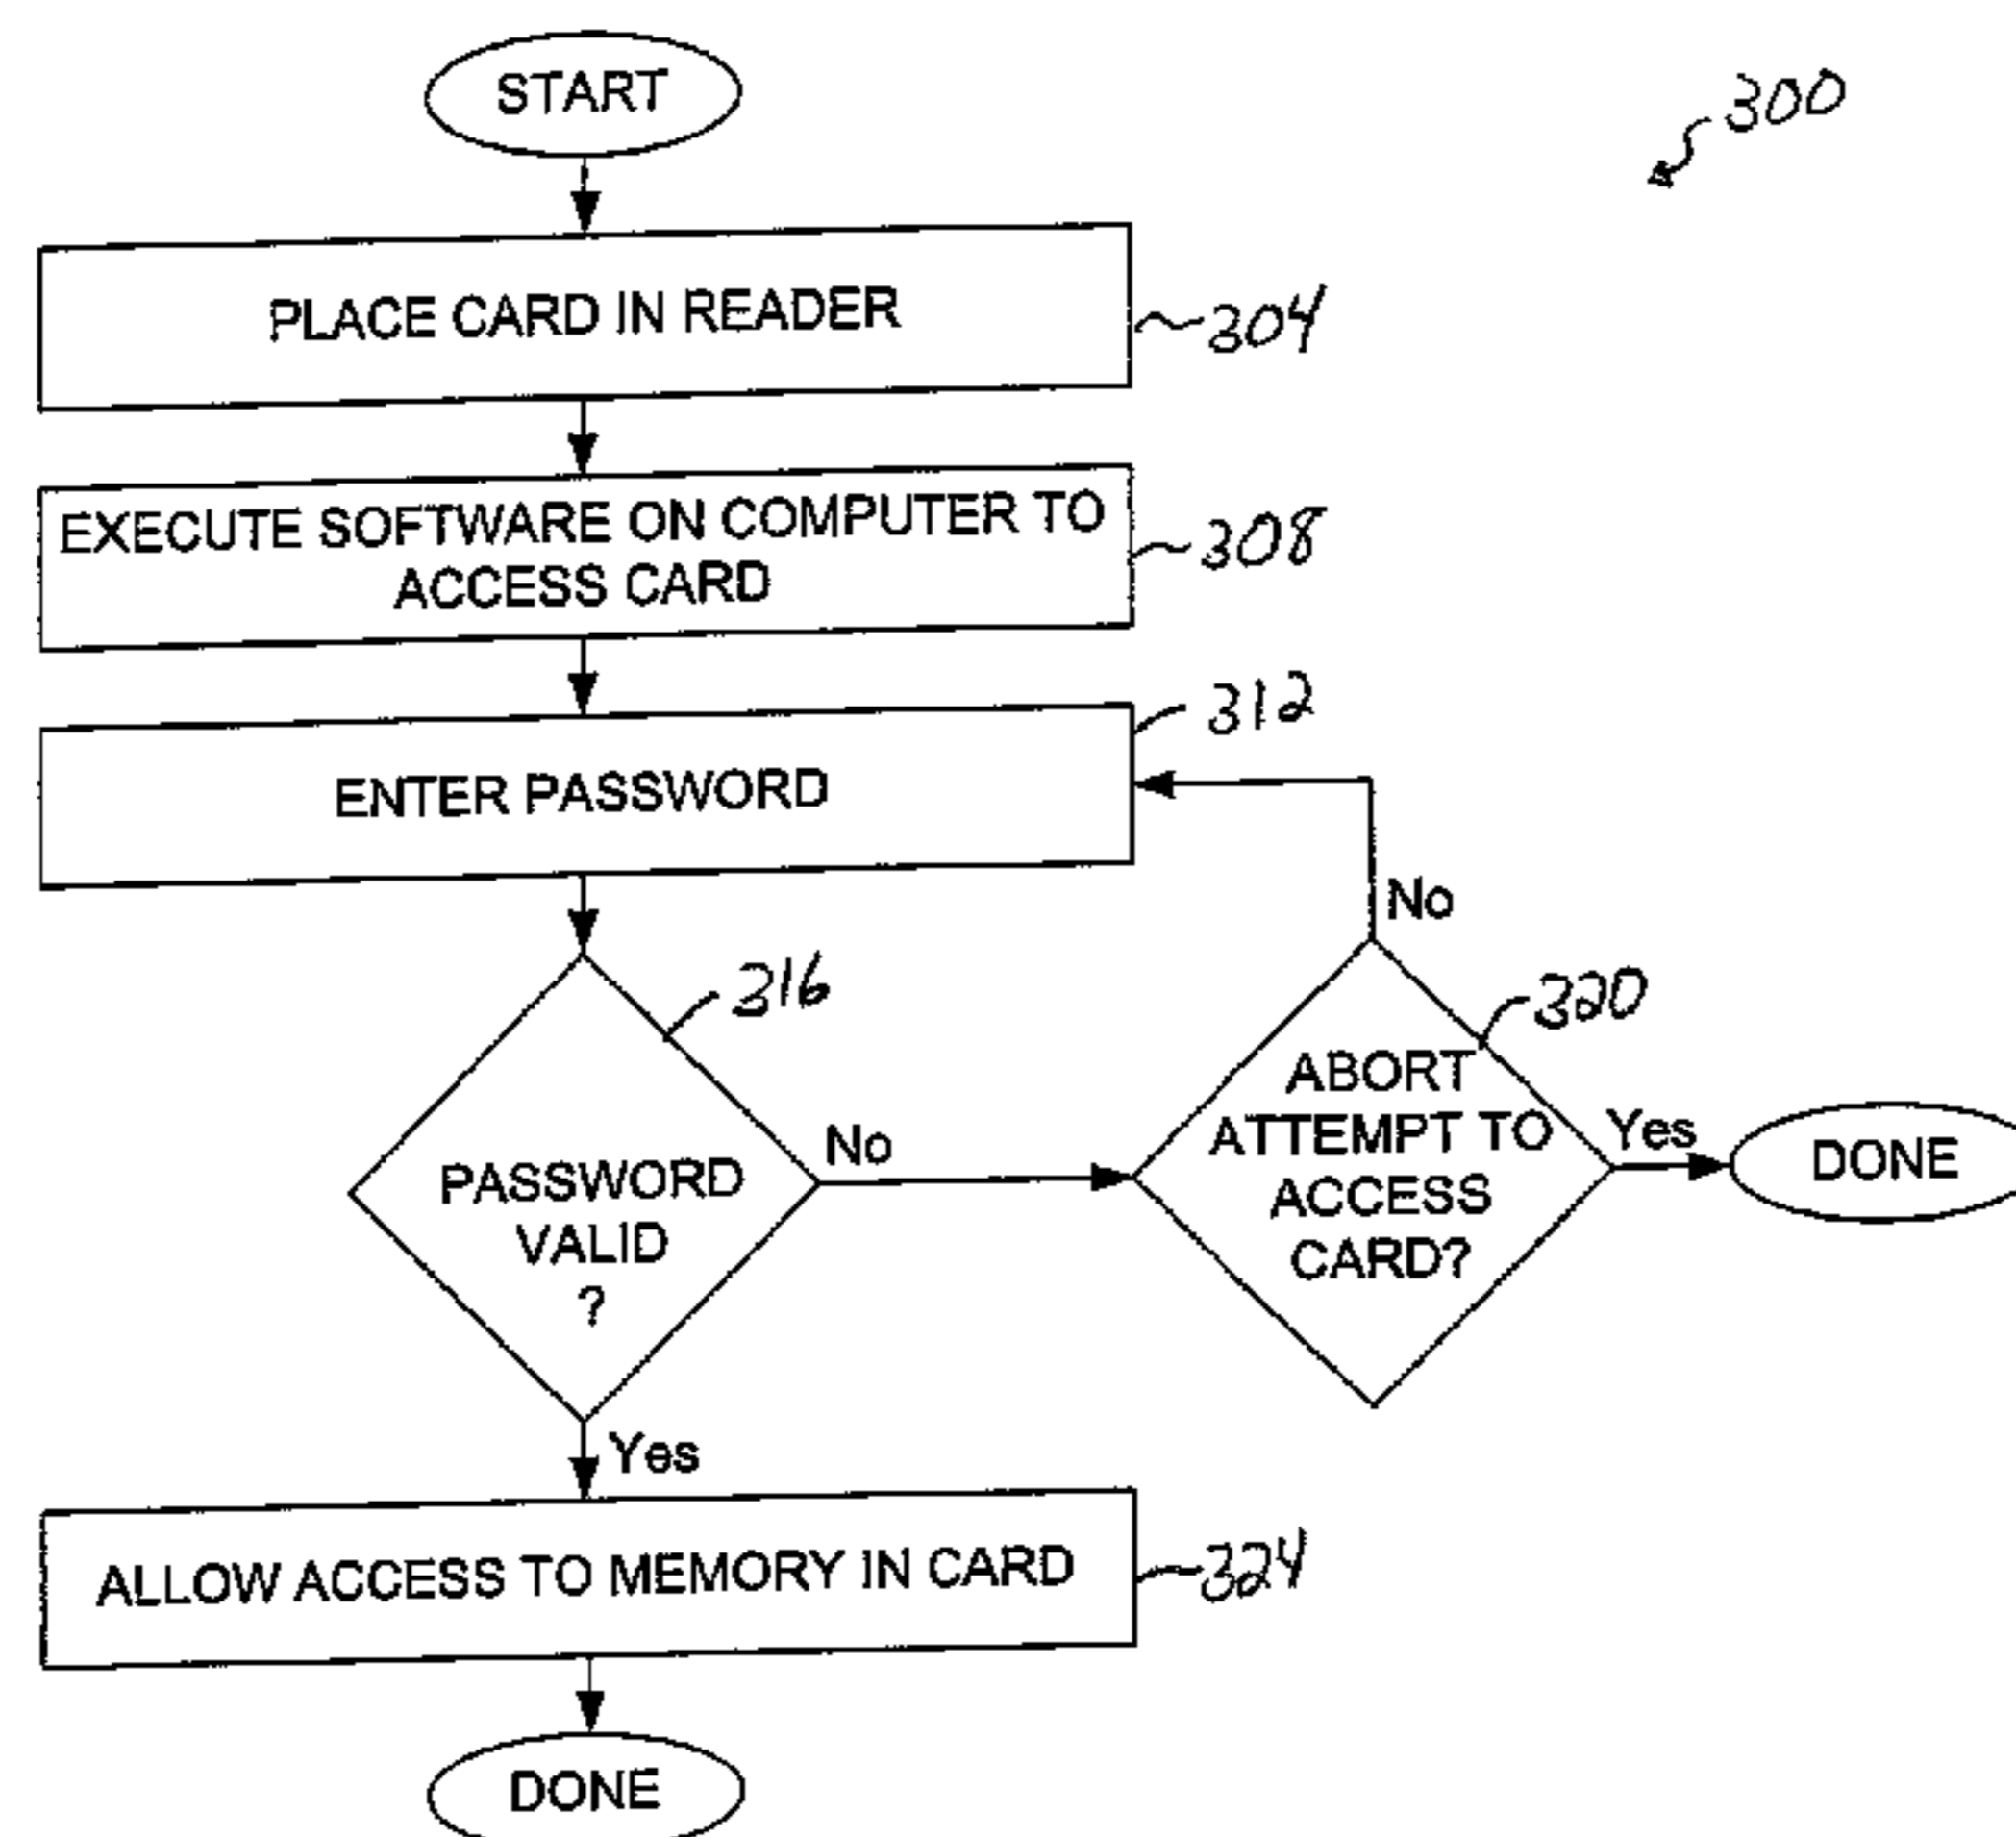 START
300
PLACE CARD IN READER
304
EXECUTE SOFTWARE ON COMPUTER TO
ACCESS CARD
308
312
ENTER PASSWORD
No
316
320
PASSWORD
VALID
?
No
ABORT
ATTEMPT TO
ACCESS
CARD?
Yes
DONE
Yes
ALLOW ACCESS TO MEMORY IN CARD
324
DONE